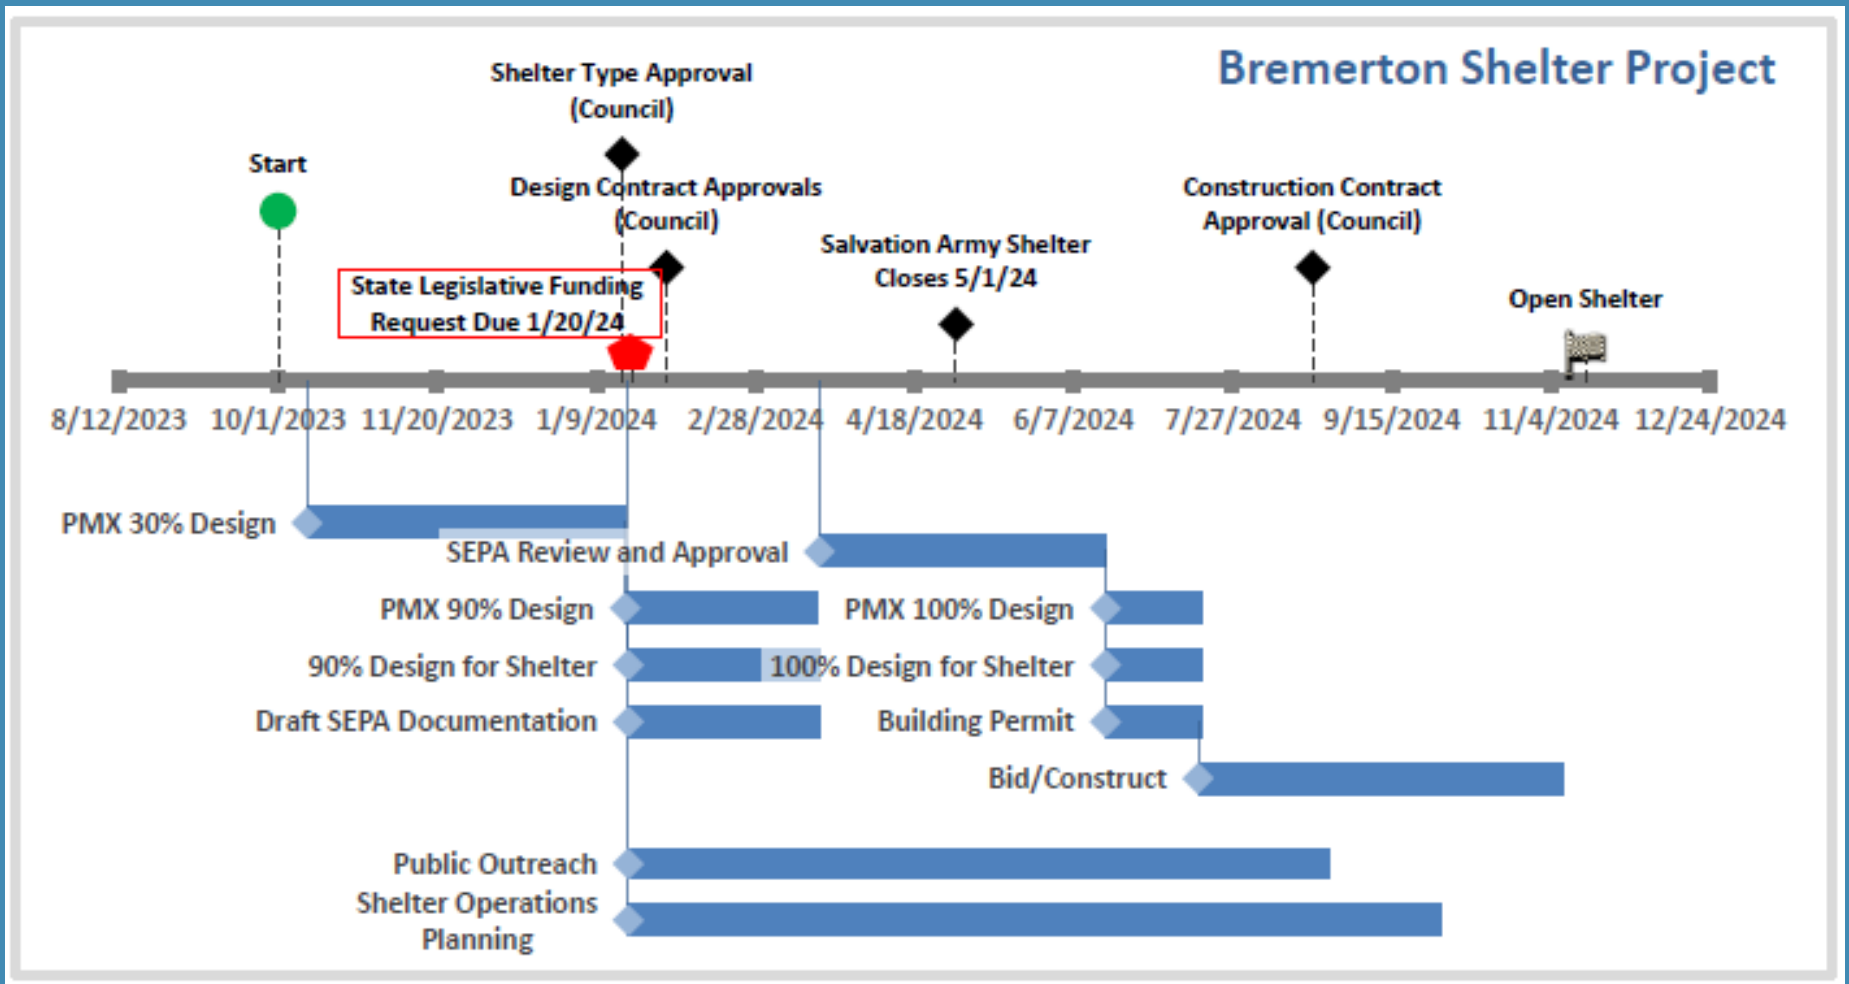 Bremerton Shelter Project
Shelter Type Approval
(Council)
Start
Design Contract Approvals
(Council)
Construction Contract
Approval (Council)
Salvation Army Shelter
Closes 5/1/24
State Legislative Funding
Request Due 1/20/24
Open Shelter
8/12/2023 10/1/2023 11/20/2023 1/9/2024 2/28/2024 4/18/2024 6/7/2024 7/27/2024 9/15/2024 11/4/2024 12/24/2024
PMX 30% Design
SEPA Review and Approval
PMX 90% Design
PMX 100% Design
90% Design for Shelter
100% Design for Shelter
Draft SEPA Documentation
Building Permit
Bid/Construct
Public Outreach
Shelter Operations
Planning